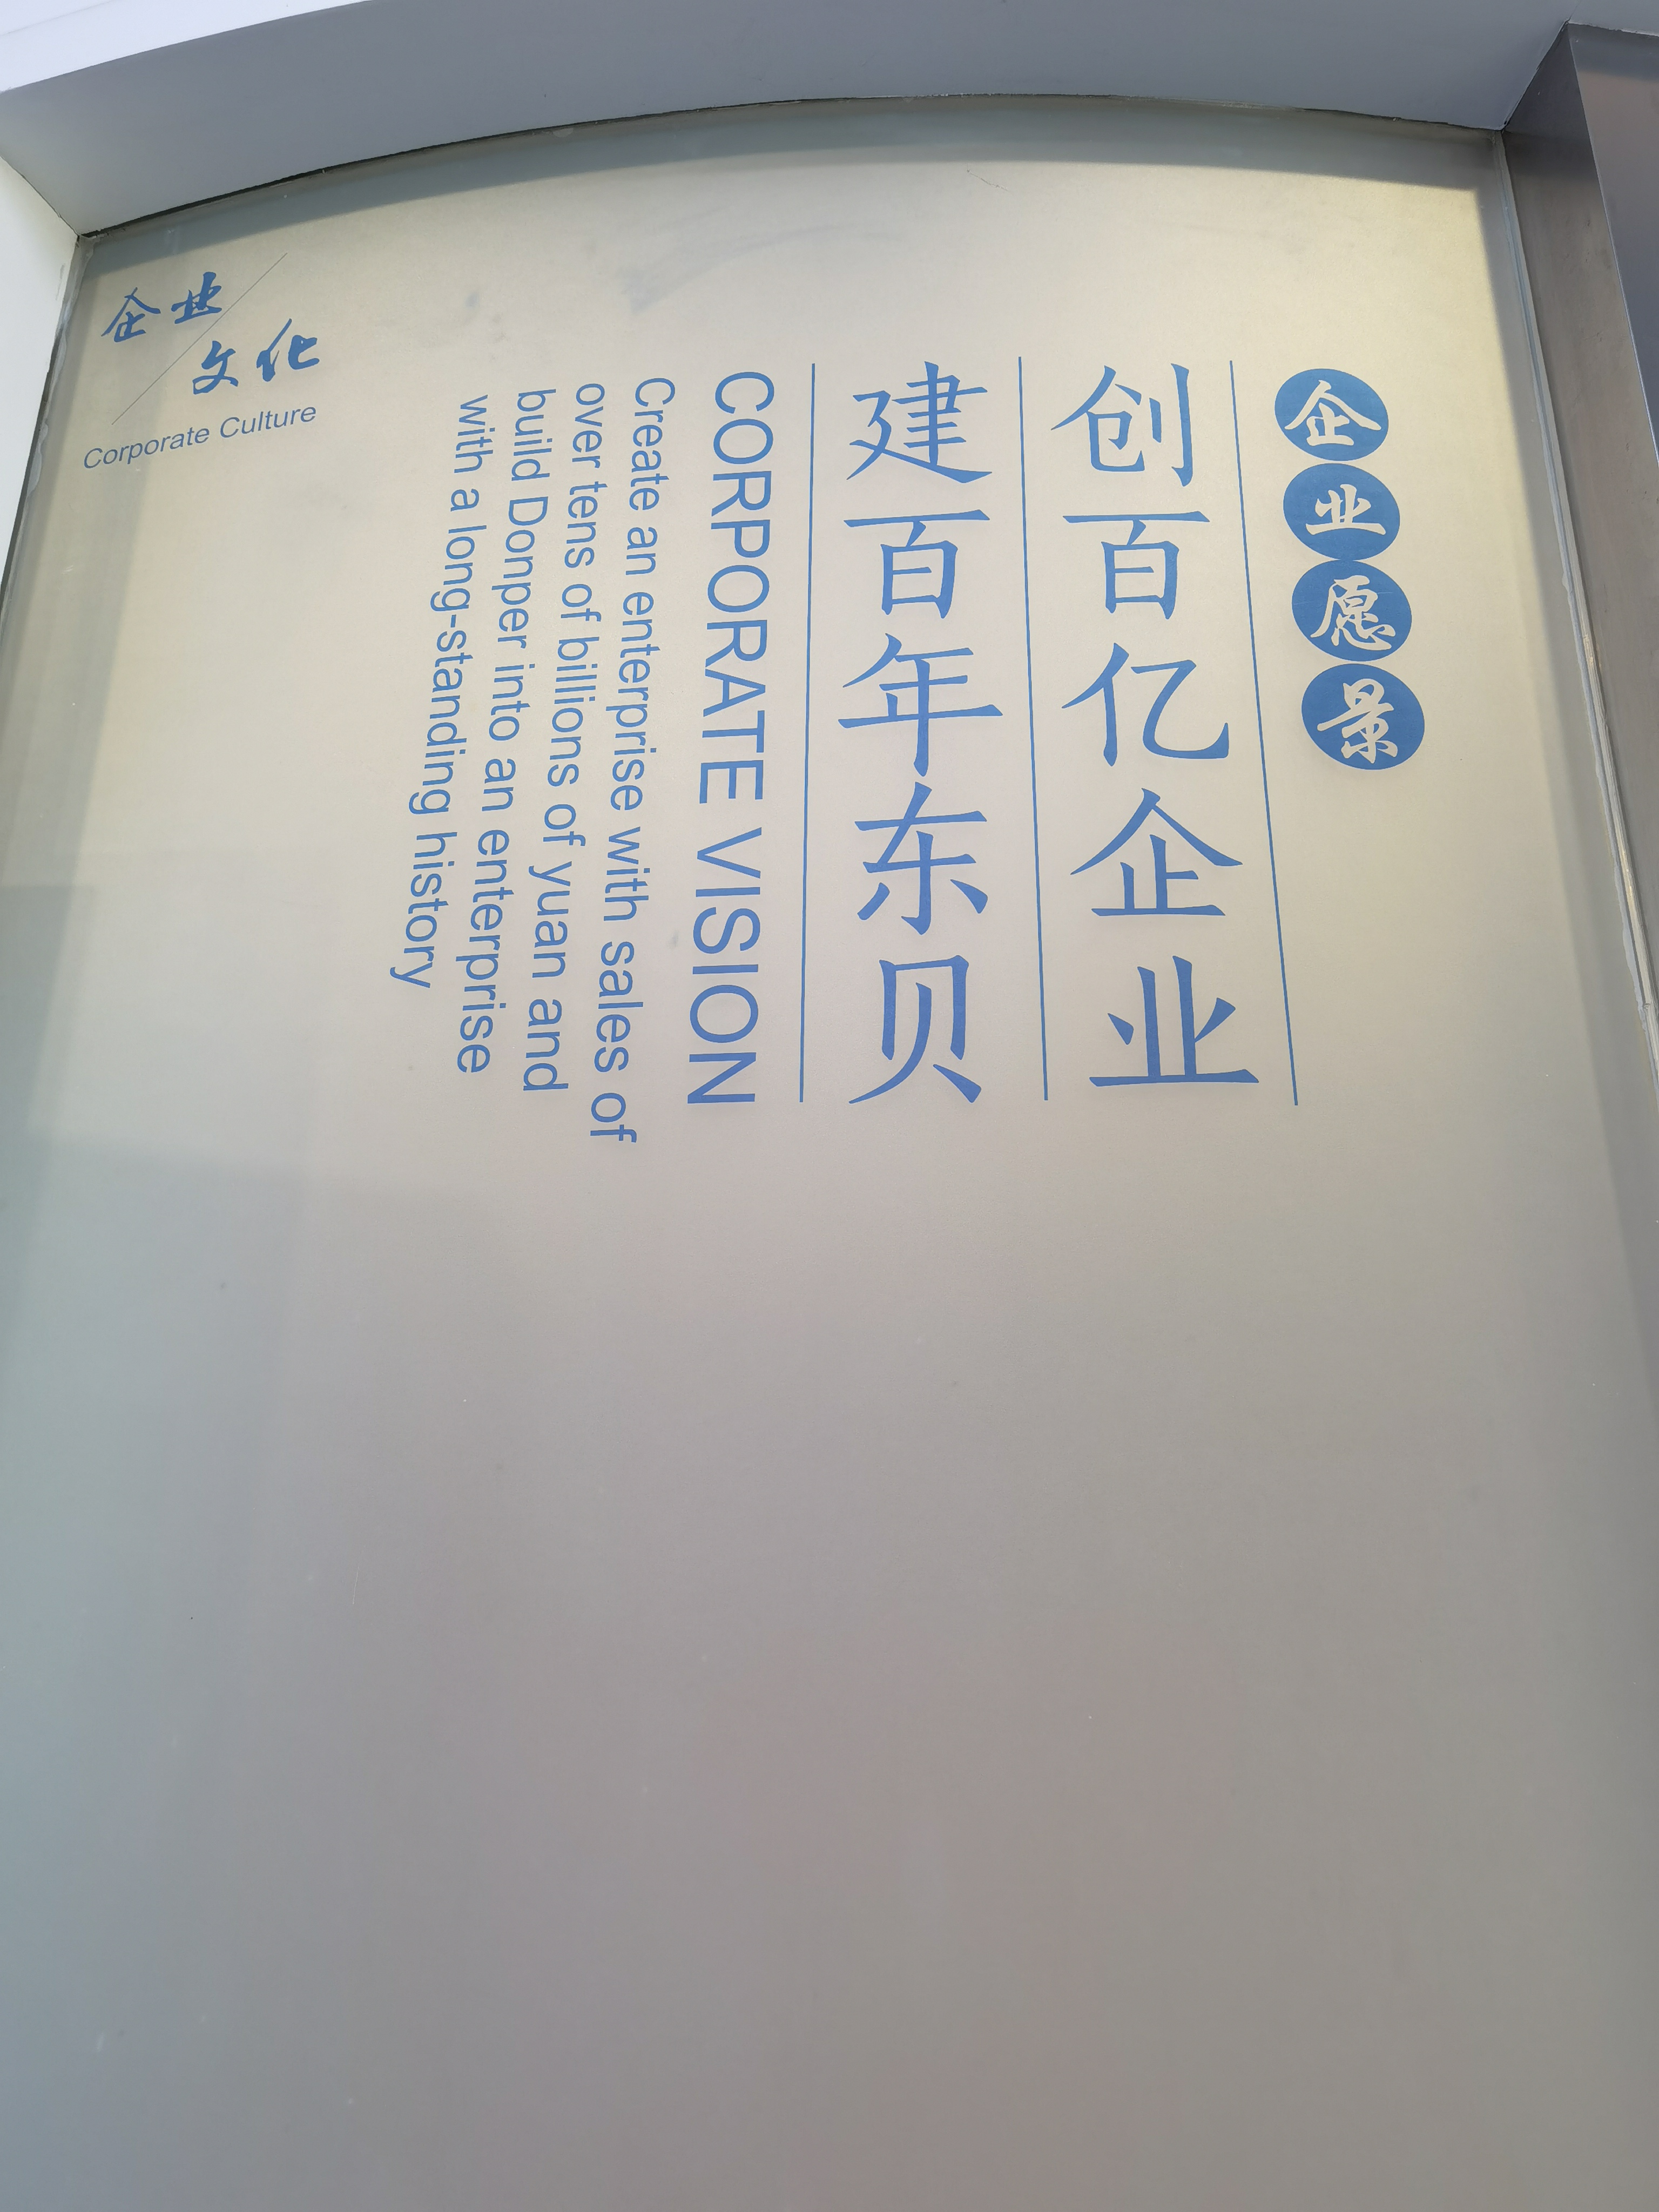 企业
文化
Corporate Culture
企业愿景
创百亿企业
建百年东贝
CORPORATE VISION
Create an enterprise with sales of
over tens of billions of yuan and
build Donper into an enterprise
with a long-standing history